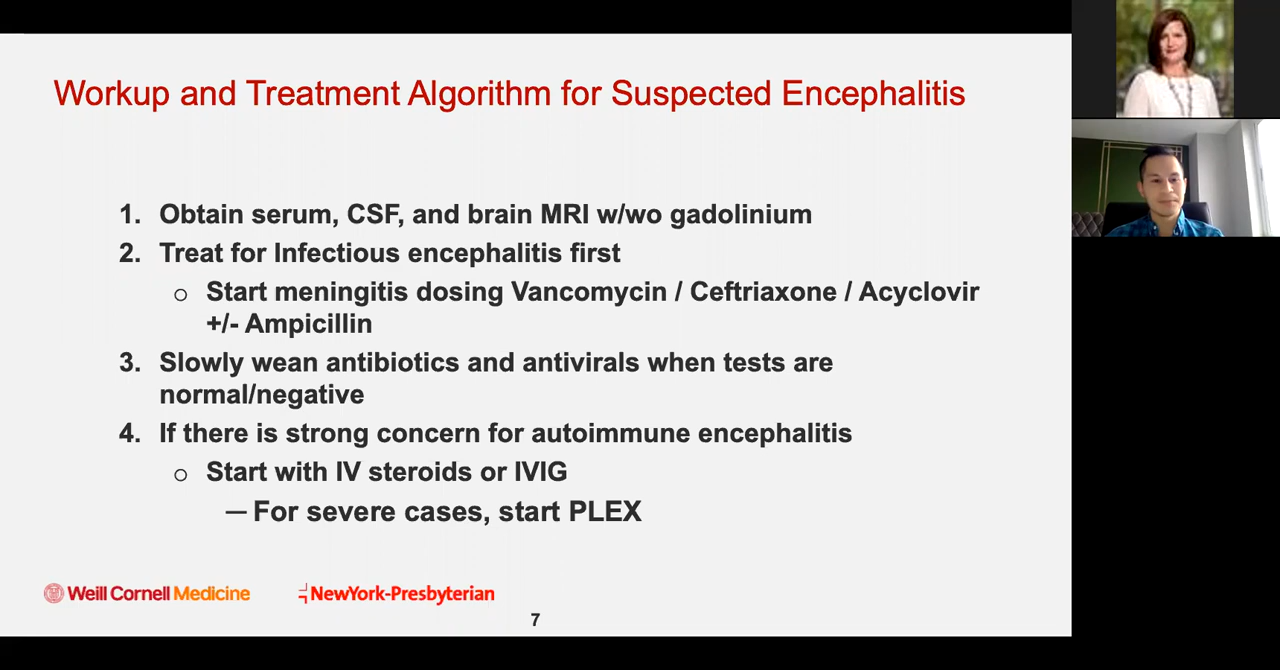 Workup and Treatment Algorithm for Suspected Encephalitis
1. Obtain serum, CSF, and brain MRI w/wo gadolinium
2. Treat for Infectious encephalitis first
o Start meningitis dosing Vancomycin / Ceftriaxone / Acyclovir
+/- Ampicillin
3. Slowly wean antibiotics and antivirals when tests are
normal/negative
4. If there is strong concern for autoimmune encephalitis
o Start with IV steroids or IVIG
— For severe cases, start PLEX
Weill Cornell Medicine
NewYork-Presbyterian
7